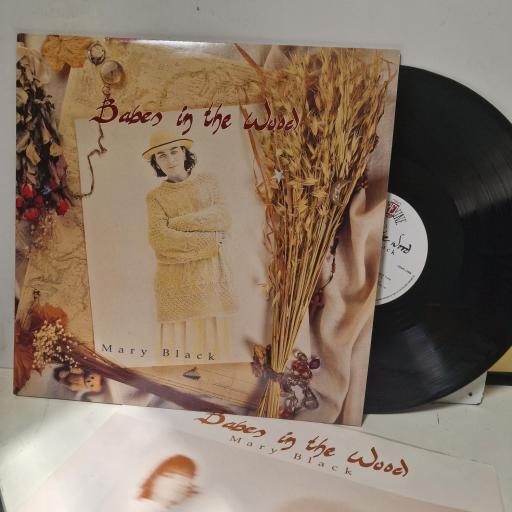 Babes in the Wood
Mary Black
Babes in the Wood
Mary Black